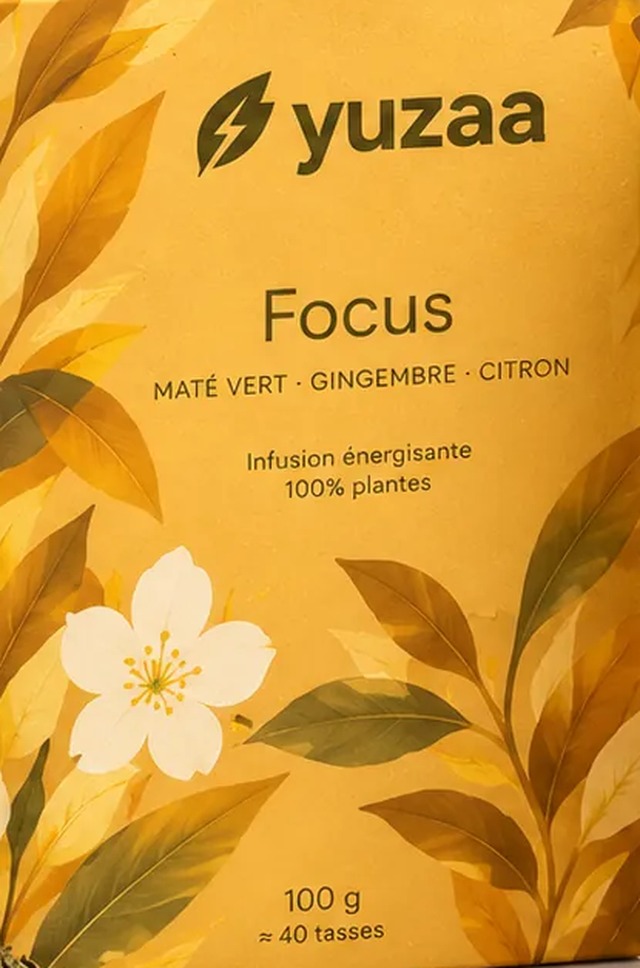 yuzaa
Focus
MATÉ VERT · GINGEMBRE · CITRON
Infusion énergisante
100% plantes
100 g
≈ 40 tasses